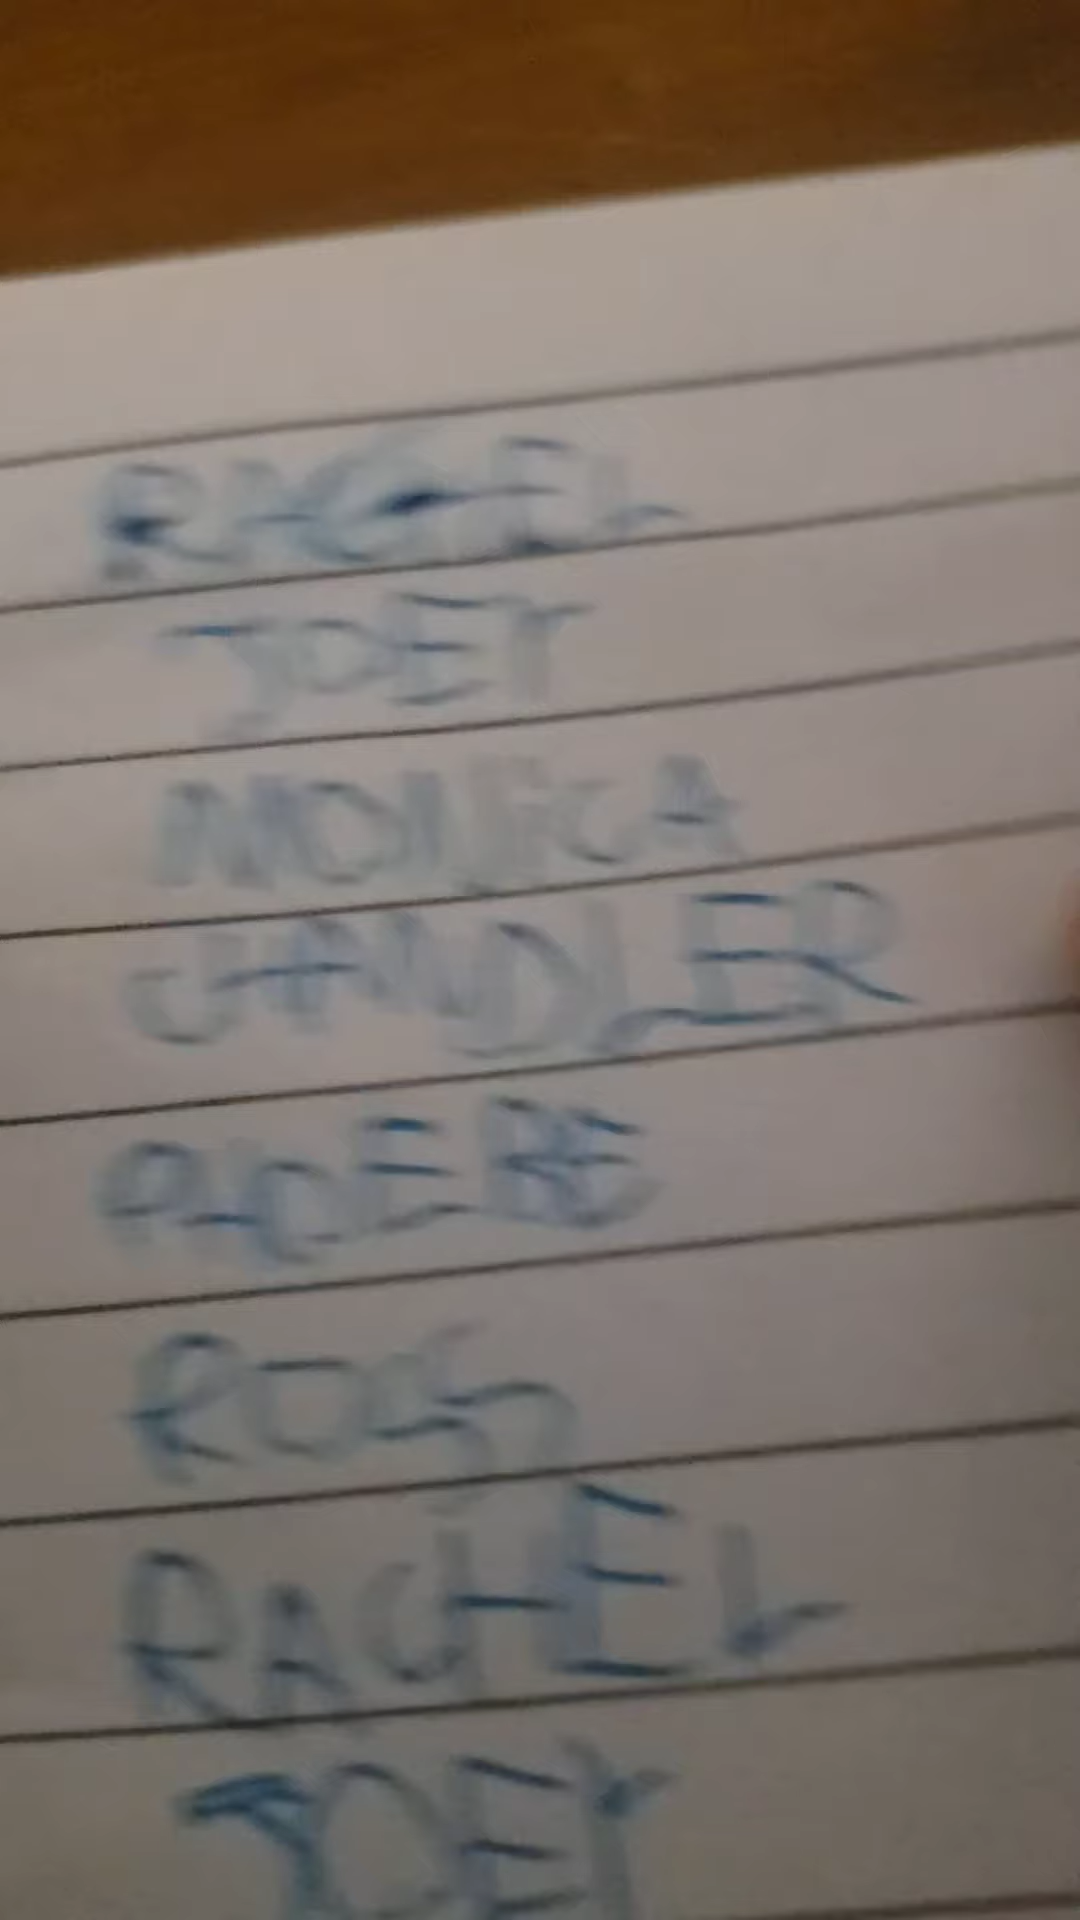 RACHEL
JOEY
MONICA
CHANDLER
PHOEBE
ROSS
RACHEL
JOEY